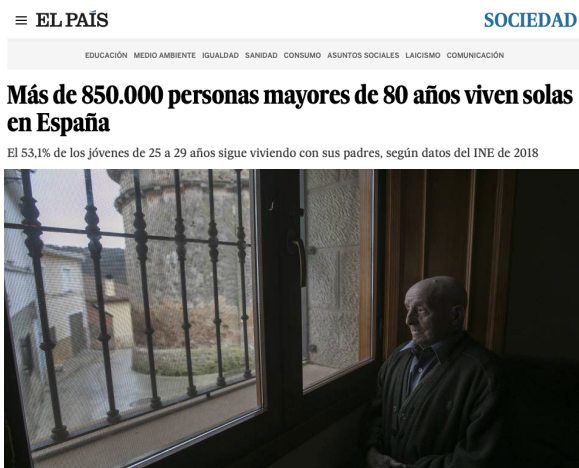 EL PAÍS
SOCIEDAD
EDUCACIÓN MEDIO AMBIENTE IGUALDAD SANIDAD CONSUMO ASUNTOS SOCIALES LAICISMO COMUNICACIÓN
Más de 850.000 personas mayores de 80 años viven solas
en España
El 53,1% de los jóvenes de 25 a 29 años sigue viviendo con sus padres, según datos del INE de 2018